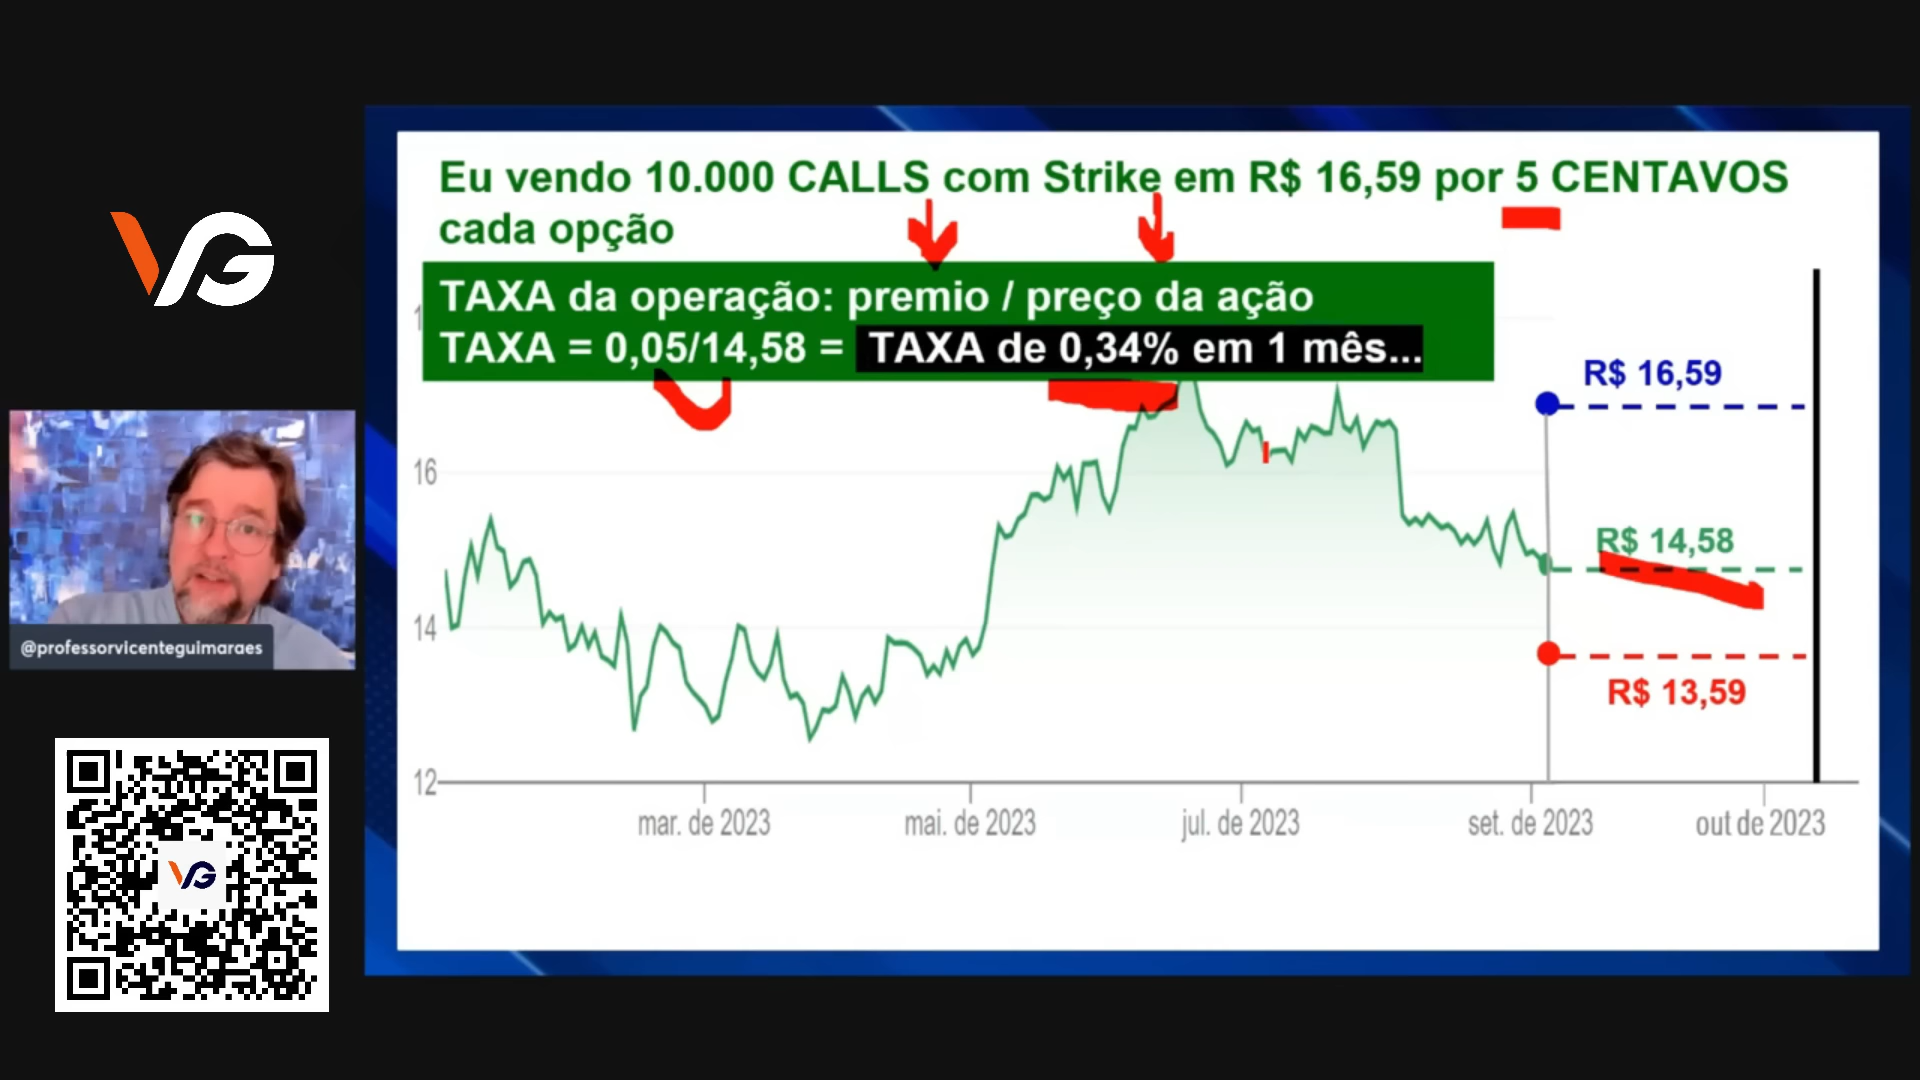 Eu vendo 10.000 CALLS com Strike em R$ 16,59 por 5 CENTAVOS
cada opção
TAXA da operação: premio / preço da ação
TAXA = 0,05/14,58 = TAXA de 0,34% em 1 mês...
R$ 16,59
16
R$ 14,58
14
R$ 13,59
12
mar. de 2023
mai. de 2023
jul. de 2023
set. de 2023
out de 2023
VG
@professorvicenteguimaraes
VG